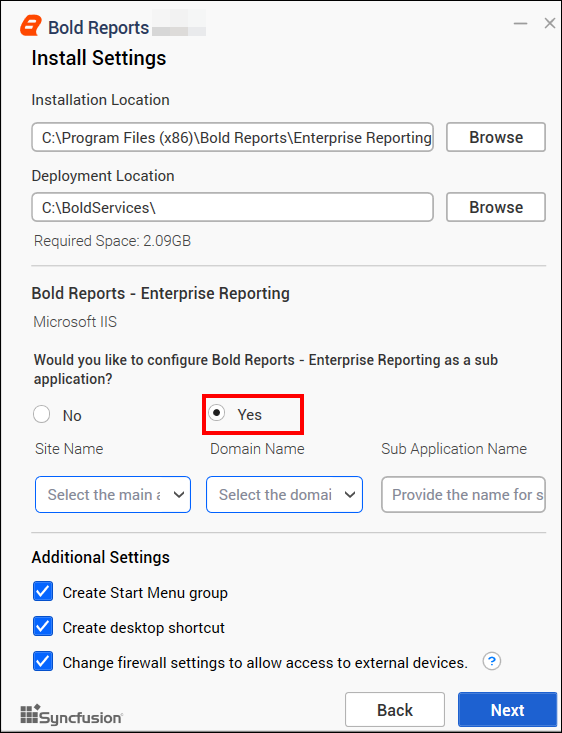 Bold Reports
Install Settings
Installation Location
C:\Program Files (x86)\Bold Reports\Enterprise Reporting
Browse
Deployment Location
C:\BoldServices\
Browse
Required Space: 2.09GB
Bold Reports - Enterprise Reporting
Microsoft IIS
Would you like to configure Bold Reports - Enterprise Reporting as a sub
application?
No
Yes
Site Name
Domain Name
Sub Application Name
Select the main a
Select the domai
Provide the name for s
Additional Settings
Create Start Menu group
Create desktop shortcut
Change firewall settings to allow access to external devices.
?
Syncfusion
Back
Next